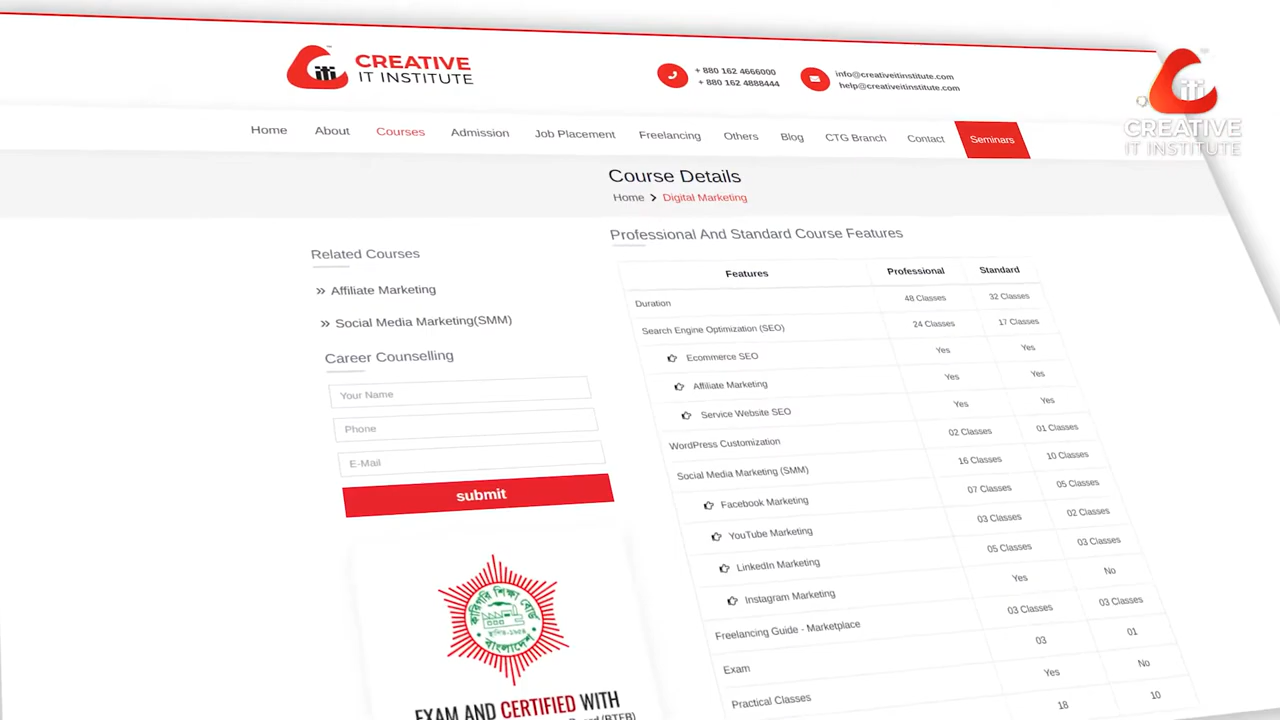 CREATIVE
IT INSTITUTE
+ 880 162 4666000
+ 880 162 4888444
info@creativeitinstitute.com
help@creativeitinstitute.com
CREATIVE
IT INSTITUTE
Home About Courses Admission Job Placement Freelancing Others Blog CTG Branch Contact Seminars
Course Details
Home Digital Marketing
Related Courses
Affiliate Marketing
Social Media Marketing(SMM)
Career Counselling
Your Name
Phone
E-Mail
submit
কারিগরি শিক্ষা বোর্ড
বাংলাদেশ
EXAM AND CERTIFIED WITH
(BTEB)
Professional And Standard Course Features
Features Professional Standard
Duration 48 Classes 32 Classes
Search Engine Optimization (SEO) 24 Classes 17 Classes
Ecommerce SEO Yes Yes
Affiliate Marketing Yes Yes
Service Website SEO Yes Yes
WordPress Customization 02 Classes 01 Classes
Social Media Marketing (SMM) 16 Classes 10 Classes
Facebook Marketing 07 Classes 05 Classes
YouTube Marketing 03 Classes 02 Classes
LinkedIn Marketing 05 Classes 03 Classes
Instagram Marketing Yes No
Freelancing Guide - Marketplace 03 Classes 03 Classes
Exam 03 01
Practical Classes Yes No
18 10